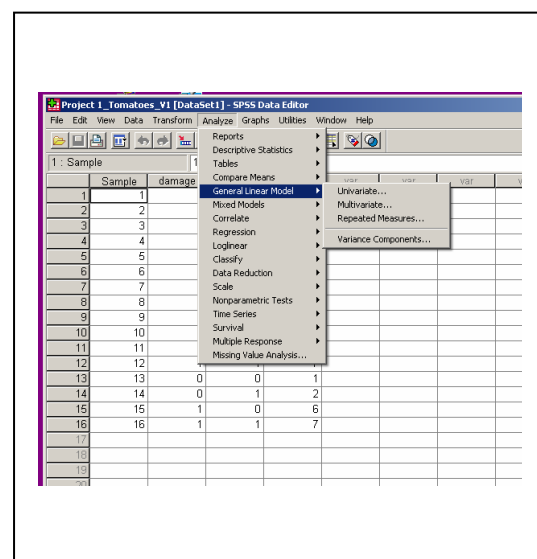 Project 1_Tomatoes_V1 [DataSet1] - SPSS Data Editor
File Edit View Data Transform Analyze Graphs Utilities Window Help
1 : Sample 1
Sample damage var var var
Reports
Descriptive Statistics
Tables
Compare Means
General Linear Model
Mixed Models
Correlate
Regression
Loglinear
Classify
Data Reduction
Scale
Nonparametric Tests
Time Series
Survival
Multiple Response
Missing Value Analysis...
Univariate...
Multivariate...
Repeated Measures...
Variance Components...
1 1
2 2
3 3
4 4
5 5
6 6
7 7
8 8
9 9
10 10
11 11
12 12
13 13 0 0 1
14 14 0 1 2
15 15 1 0 6
16 16 1 1 7
17
18
19